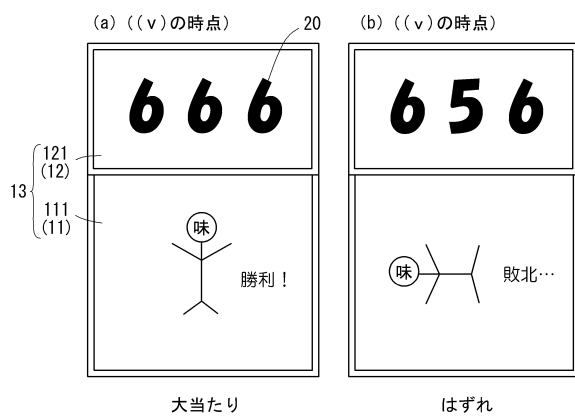 (a)((v)の時点)
20
(b)((v)の時点)
6 6 6
6 5 6
121
(12)
13
111
(11)
味
勝利！
味
敗北…
大当たり
はずれ